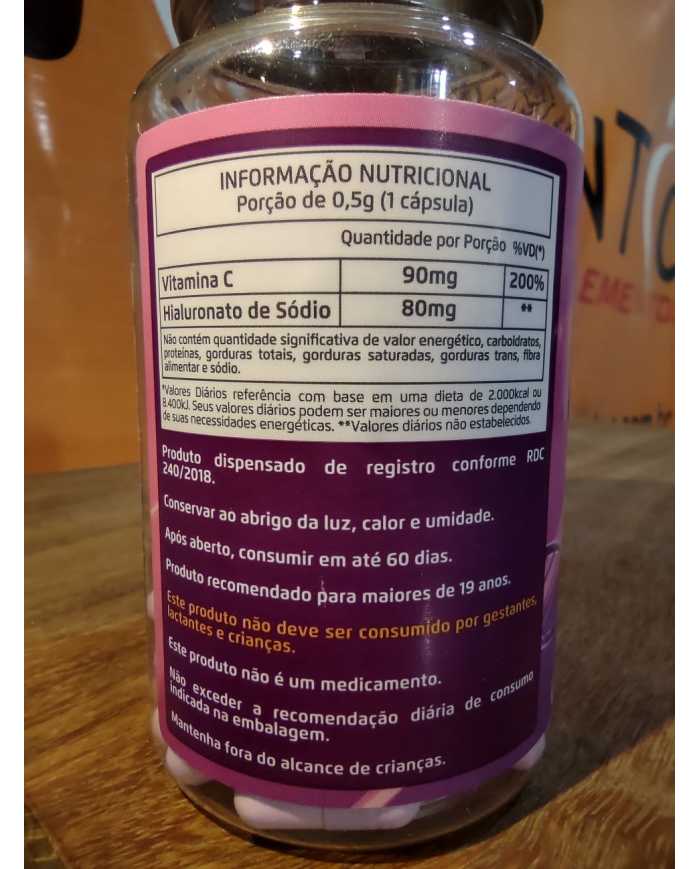 INFORMAÇÃO NUTRICIONAL
Porção de 0,5g (1 cápsula)
Quantidade por Porção %VD(*)
Vitamina C 90mg 200%
Hialuronato de Sódio 80mg **
Não contém quantidade significativa de valor energético, carboidratos,
proteínas, gorduras totais, gorduras saturadas, gorduras trans, fibra
alimentar e sódio.
*Valores Diários referência com base em uma dieta de 2.000kcal ou
8.400kJ. Seus valores diários podem ser maiores ou menores dependendo
de suas necessidades energéticas. **Valores diários não estabelecidos.
Produto dispensado de registro conforme RDC
240/2018.
Conservar ao abrigo da luz, calor e umidade.
Após aberto, consumir em até 60 dias.
Produto recomendado para maiores de 19 anos.
Este produto não deve ser consumido por gestantes,
lactantes e crianças.
Este produto não é um medicamento.
Não exceder a recomendação diária de consumo
indicada na embalagem.
Mantenha fora do alcance de crianças.